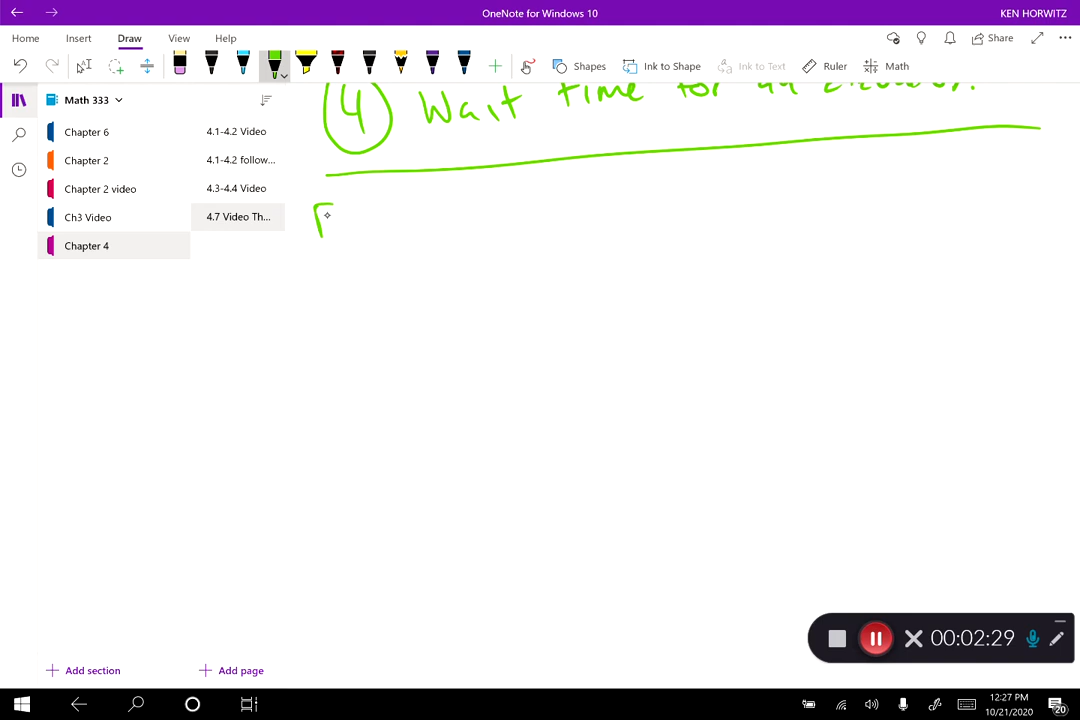 OneNote for Windows 10
KEN HORWITZ
Home Insert Draw View Help
Share
Shapes Ink to Shape Ink to Text Ruler Math
Math 333
Chapter 6
Chapter 2
Chapter 2 video
Ch3 Video
Chapter 4
4.1-4.2 Video
4.1-4.2 follow...
4.3-4.4 Video
4.7 Video Th...
4 Wait time for an
00:02:29
Add section
Add page
12:27 PM
10/21/2020
20